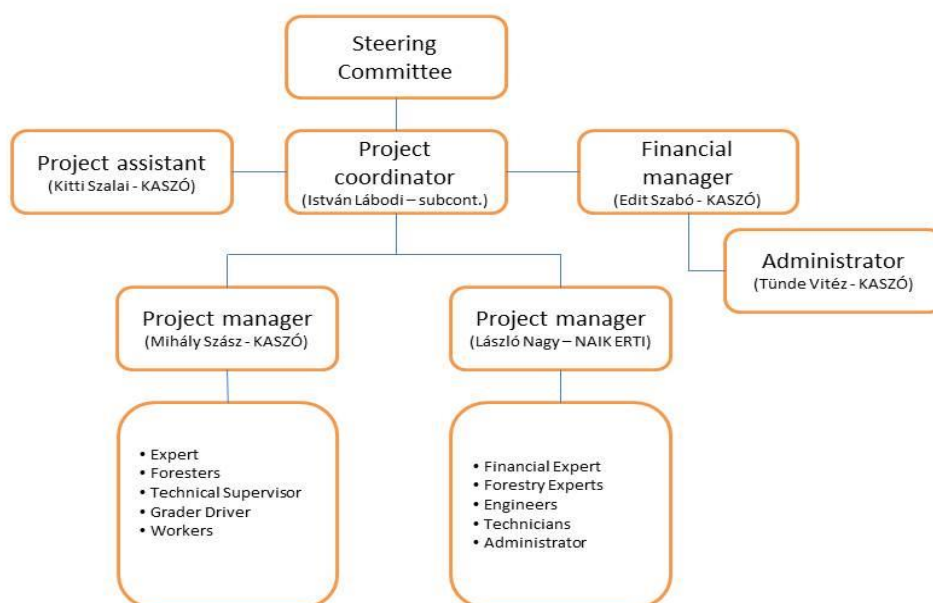 Steering
Committee
Project assistant
(Kitti Szalai - KASZÓ)
Project
coordinator
(István Lábodi – subcont.)
Financial
manager
(Edit Szabó - KASZÓ)
Administrator
(Tünde Vitéz - KASZÓ)
Project manager
(Mihály Szász - KASZÓ)
Project manager
(László Nagy – NAIK ERTI)
• Expert
• Foresters
• Technical Supervisor
• Grader Driver
• Workers
• Financial Expert
• Forestry Experts
• Engineers
• Technicians
• Administrator